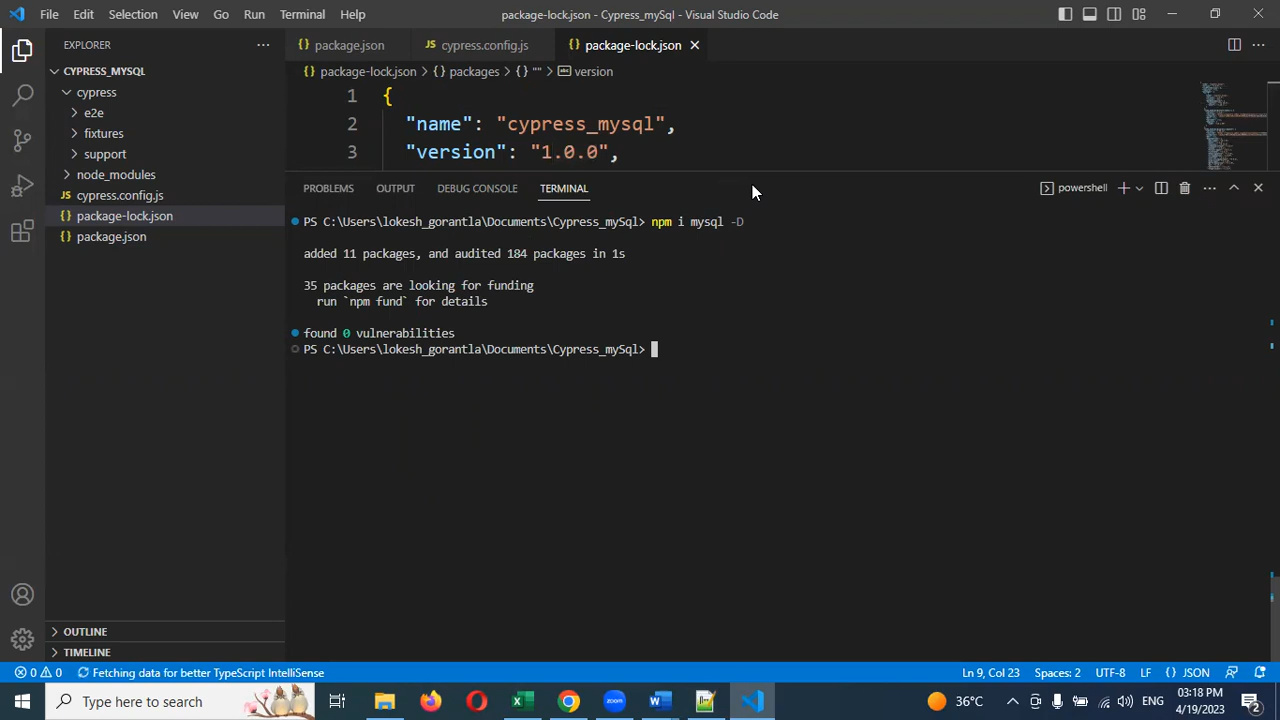 File Edit Selection View Go Run Terminal Help
package-lock.json - Cypress_mySql - Visual Studio Code
EXPLORER
CYPRESS_MYSQL
cypress
e2e
fixtures
support
node_modules
cypress.config.js
package-lock.json
package.json
OUTLINE
TIMELINE
package.json cypress.config.js package-lock.json
package-lock.json > {} packages > {} "" > version
1 {
2 "name": "cypress_mysql",
3 "version": "1.0.0",
PROBLEMS OUTPUT DEBUG CONSOLE TERMINAL
powershell
PS C:\Users\lokesh_gorantla\Documents\Cypress_mySql> npm i mysql -D
added 11 packages, and audited 184 packages in 1s
35 packages are looking for funding
run `npm fund` for details
found 0 vulnerabilities
PS C:\Users\lokesh_gorantla\Documents\Cypress_mySql>
0 0 Fetching data for better TypeScript IntelliSense
Ln 9, Col 23 Spaces: 2 UTF-8 LF {} JSON
Type here to search
zoom
36°C
ENG
03:18 PM
4/19/2023
2